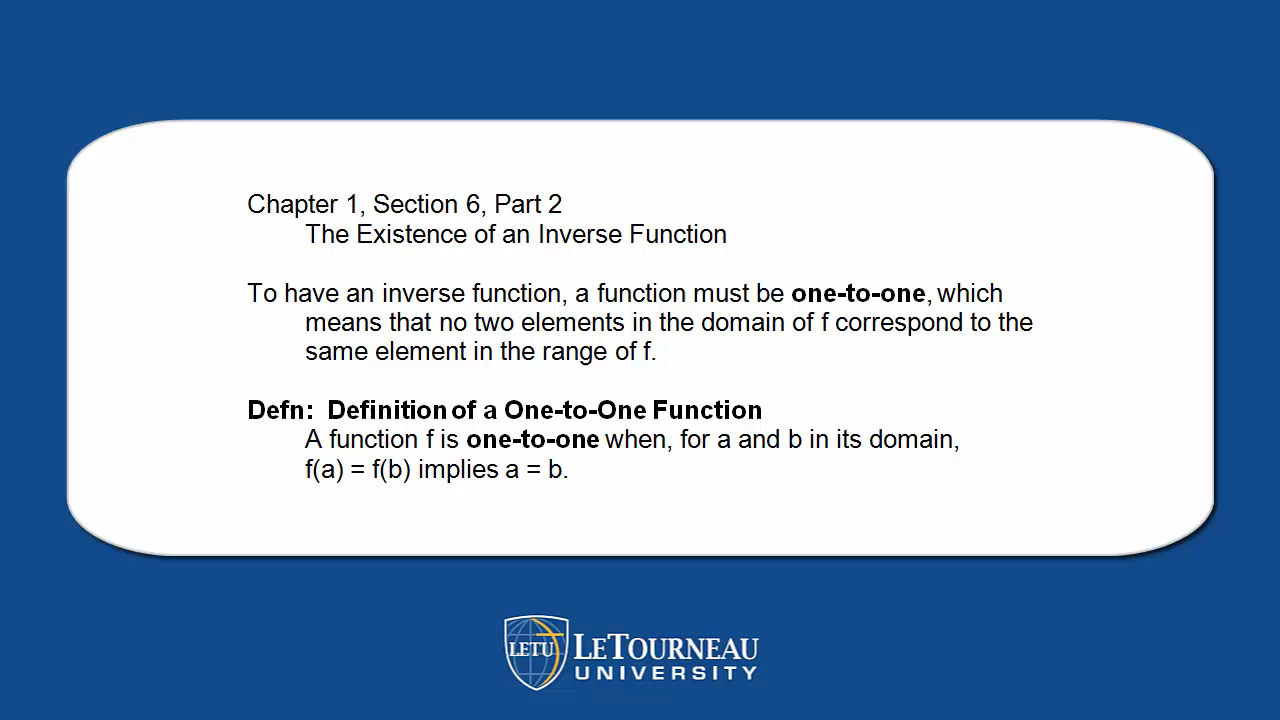 Chapter 1, Section 6, Part 2
The Existence of an Inverse Function
To have an inverse function, a function must be one-to-one, which
means that no two elements in the domain of f correspond to the
same element in the range of f.
Defn: Definition of a One-to-One Function
A function f is one-to-one when, for a and b in its domain,
f(a) = f(b) implies a = b.
LETU
LETOURNEAU
UNIVERSITY